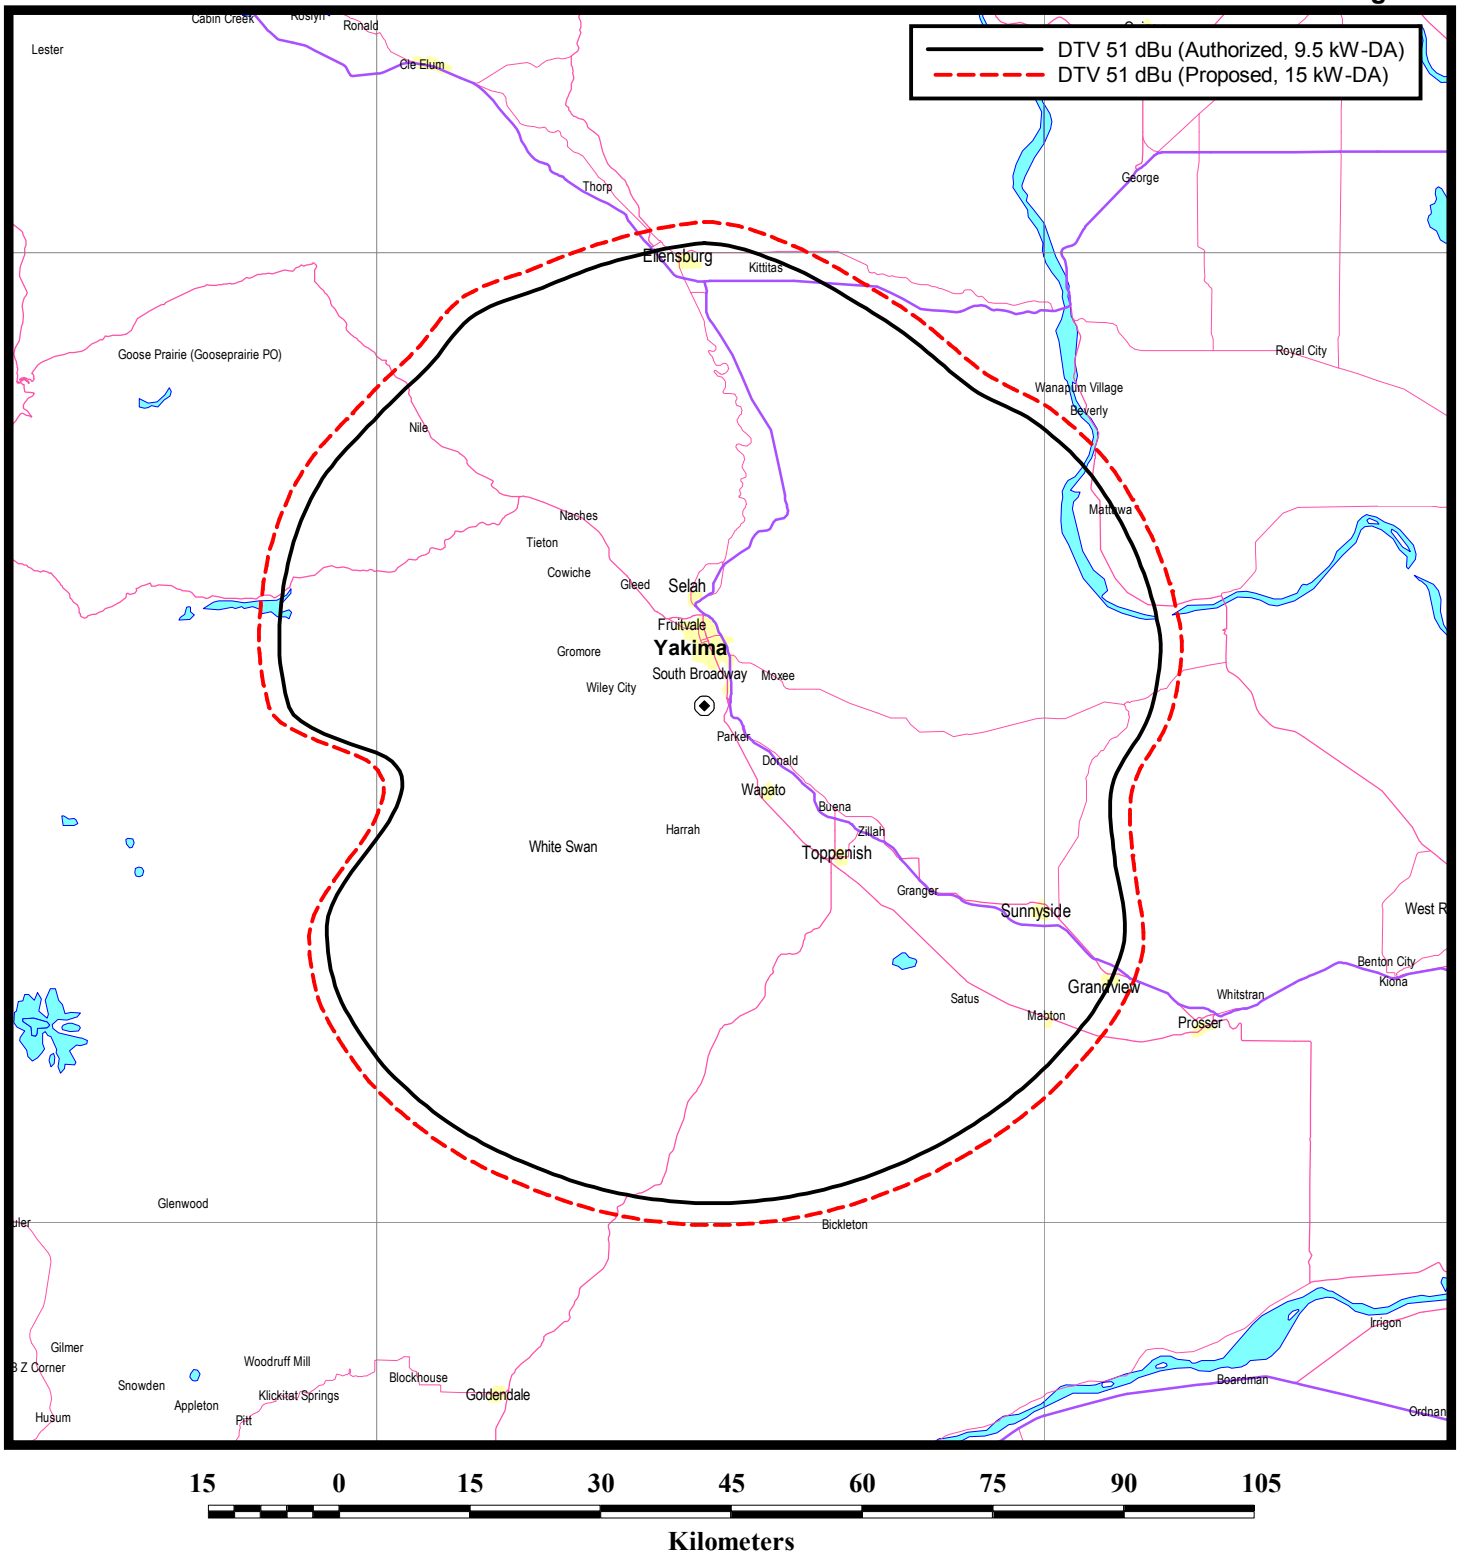 Cabin Creek
Ronald
Lester
Cle Elum
DTV 51 dBu (Authorized, 9.5 kW-DA)
DTV 51 dBu (Proposed, 15 kW-DA)
Thorp
George
Ellensburg
Kittitas
Goose Prairie (Gooseprairie PO)
Royal City
Wanapum Village
Beverly
Nile
Naches
Mattawa
Tieton
Cowiche
Gleed
Selah
Fruitvale
Yakima
Gromore
South Broadway
Moxee
Wiley City
Parker
Donald
Wapato
Buena
Harrah
Zillah
White Swan
Toppenish
Granger
Sunnyside
West R
Benton City
Kiona
Grandview
Whitstran
Satus
Mabton
Prosser
Glenwood
uler
Bickleton
Irrigon
Gilmer
Woodruff Mill
B Z Corner
Blockhouse
Boardman
Snowden
Klickitat Springs
Goldendale
Appleton
Husum
Pitt
Ordnan
15 0 15 30 45 60 75 90 105
Kilometers